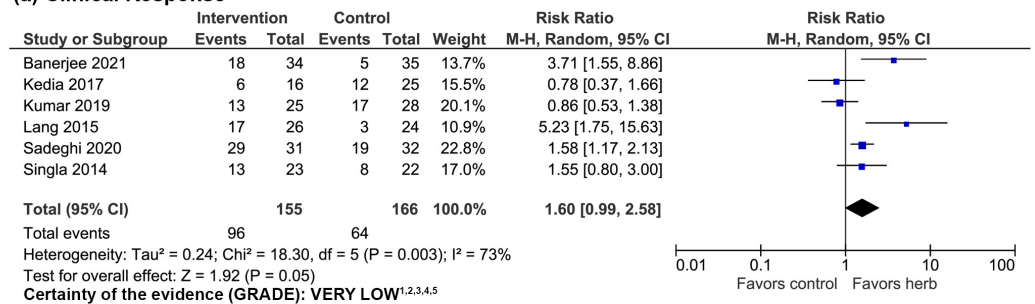 (a) Clinical Response
Intervention Control Risk Ratio Risk Ratio
Study or Subgroup Events Total Events Total Weight M-H, Random, 95% CI M-H, Random, 95% CI
Banerjee 2021 18 34 5 35 13.7% 3.71 [1.55, 8.86]
Kedia 2017 6 16 12 25 15.5% 0.78 [0.37, 1.66]
Kumar 2019 13 25 17 28 20.1% 0.86 [0.53, 1.38]
Lang 2015 17 26 3 24 10.9% 5.23 [1.75, 15.63]
Sadeghi 2020 29 31 19 32 22.8% 1.58 [1.17, 2.13]
Singla 2014 13 23 8 22 17.0% 1.55 [0.80, 3.00]
Total (95% CI) 155 166 100.0% 1.60 [0.99, 2.58]
Total events 96 64
Heterogeneity: Tau² = 0.24; Chi² = 18.30, df = 5 (P = 0.003); I² = 73%
Test for overall effect: Z = 1.92 (P = 0.05)
Certainty of the evidence (GRADE): VERY LOW¹,²,³,⁴,⁵
0.01 0.1 1 10 100
Favors control Favors herb